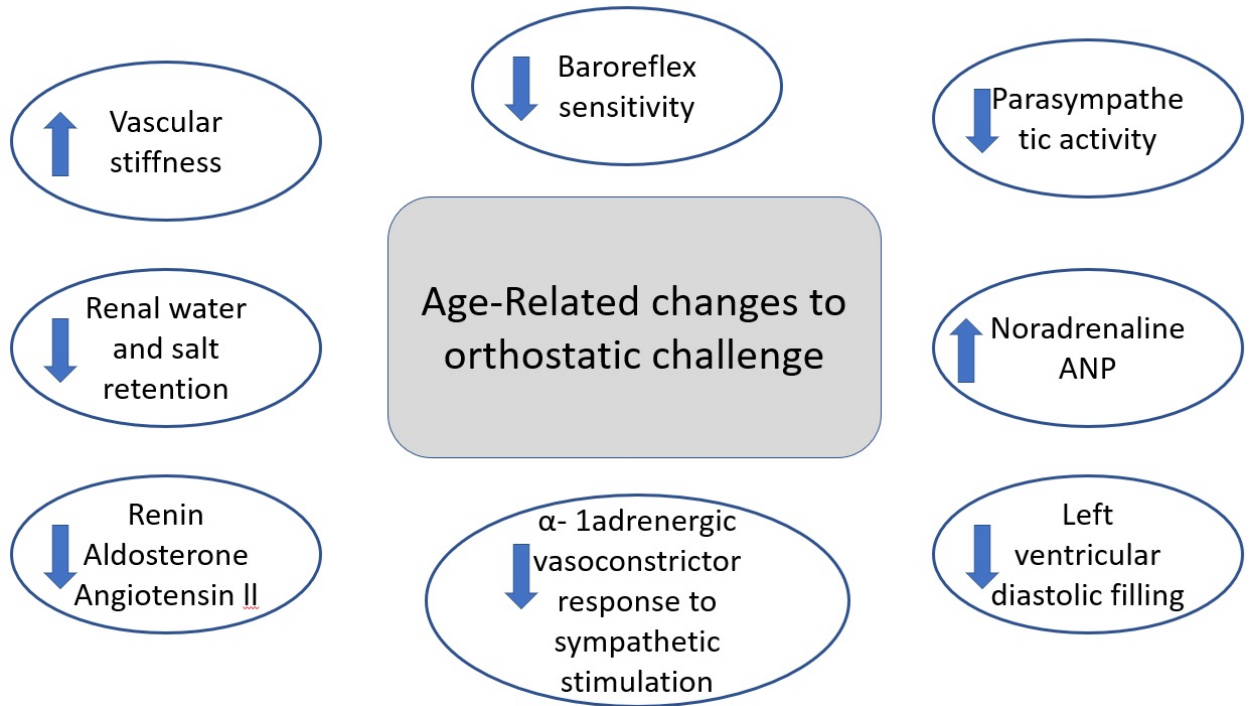 Baroreflex
sensitivity
Vascular
stiffness
Parasympathe
tic activity
Age-Related changes to
orthostatic challenge
Renal water
and salt
retention
Noradrenaline
ANP
Renin
Aldosterone
Angiotensin ll
α- 1adrenergic
vasoconstrictor
response to
sympathetic
stimulation
Left
ventricular
diastolic filling